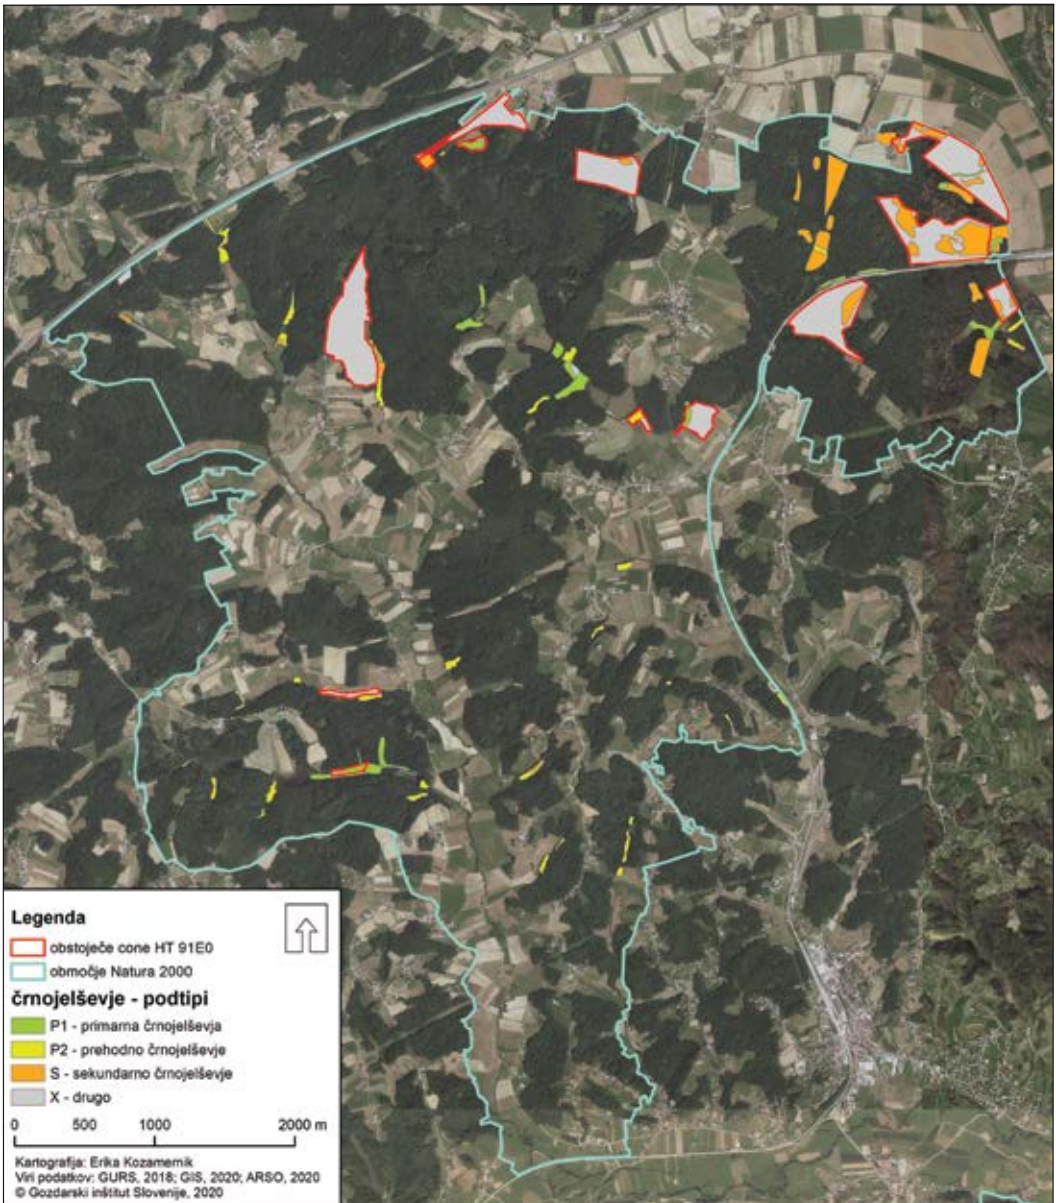 Legenda
obstoječe cone HT 91E0
območje Natura 2000
črnojelševje - podtipi
P1 - primarna črnojelševja
P2 - prehodno črnojelševje
S - sekundarno črnojelševje
X - drugo
0 500 1000 2000 m
Kartografija: Erika Kozamernik
Viri podatkov: GURS, 2018; GIS, 2020; ARSO, 2020
© Gozdarski inštitut Slovenije, 2020